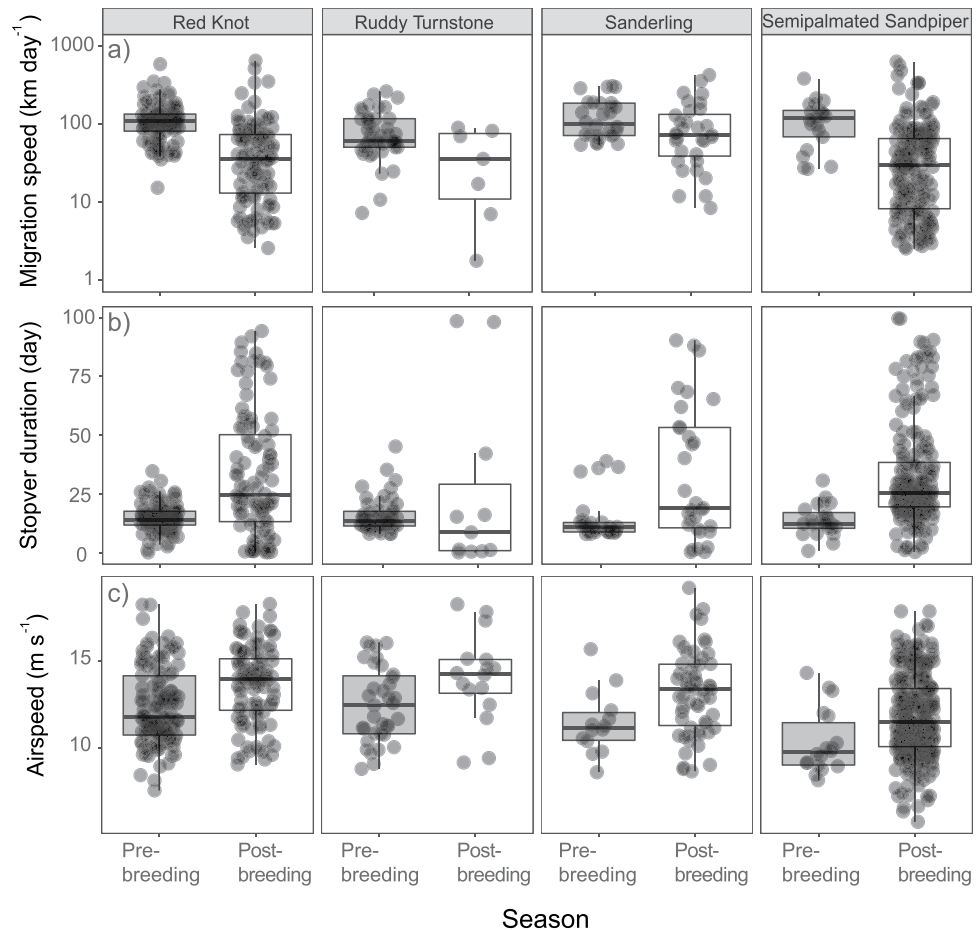 Red Knot Ruddy Turnstone Sanderling Semipalmated Sandpiper
a)
Migration speed (km day⁻¹)
1000
100
10
1
b)
Stopver duration (day)
100
75
50
25
0
c)
Airspeed (m s⁻¹)
15
10
Pre- Post- Pre- Post- Pre- Post- Pre- Post-
breeding breeding breeding breeding breeding breeding breeding breeding
Season